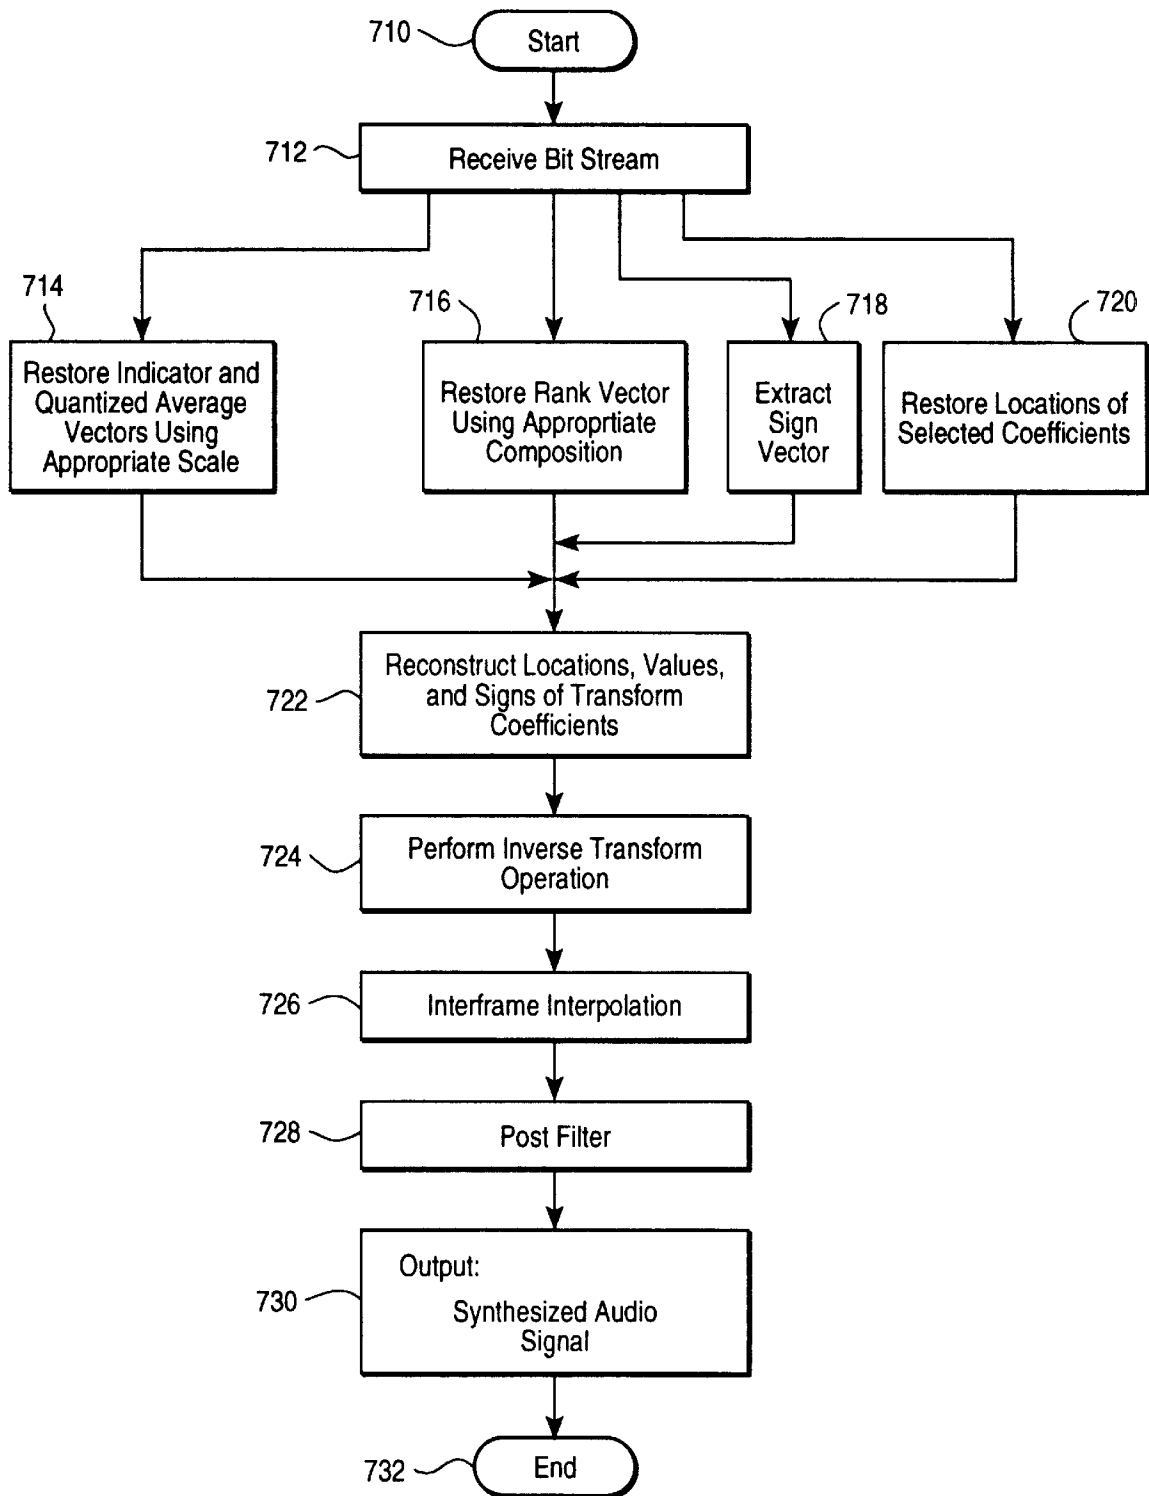 710
Start
712
Receive Bit Stream
714
716
718
720
Restore Indicator and
Quantized Average
Vectors Using
Appropriate Scale
Restore Rank Vector
Using Approprtiate
Composition
Extract
Sign
Vector
Restore Locations of
Selected Coefficients
722
Reconstruct Locations, Values,
and Signs of Transform
Coefficients
724
Perform Inverse Transform
Operation
726
Interframe Interpolation
728
Post Filter
730
Output:
Synthesized Audio
Signal
732
End